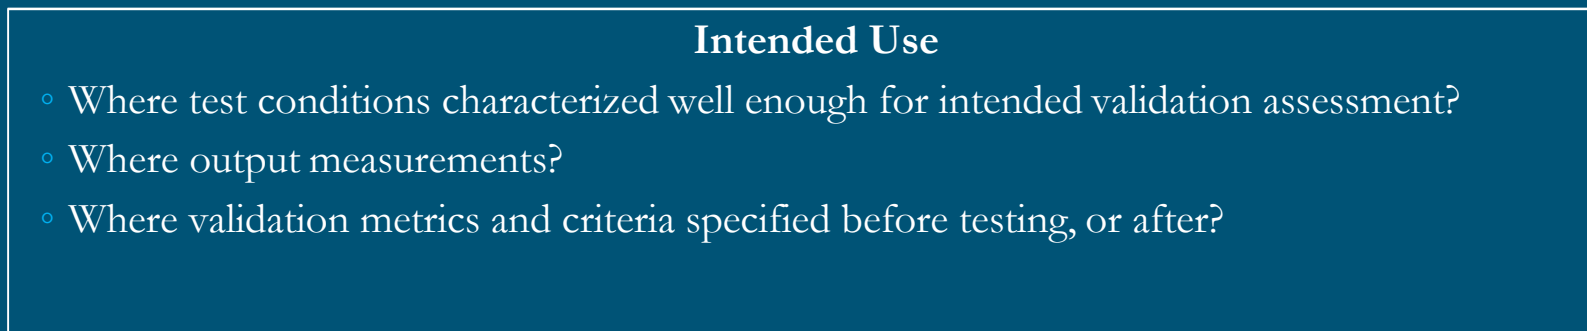 Intended Use
◦ Where test conditions characterized well enough for intended validation assessment?
◦ Where output measurements?
◦ Where validation metrics and criteria specified before testing, or after?